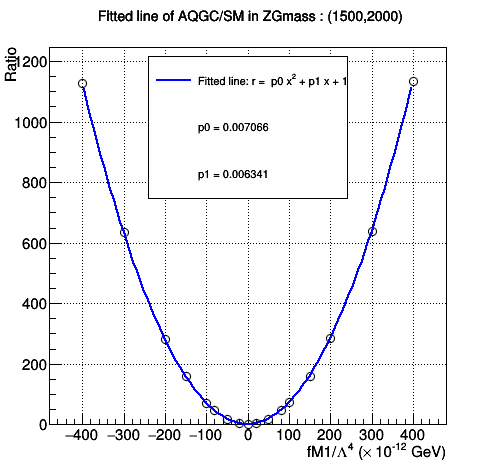 FItted line of AQGC/SM in ZGmass : (1500,2000)
Ratio
1200
1000
800
600
400
200
0
Fitted line: r = p0 x² + p1 x + 1
p0 = 0.007066
p1 = 0.006341
−400 −300 −200 −100 0 100 200 300 400
fM1/Λ⁴ (× 10⁻¹² GeV)